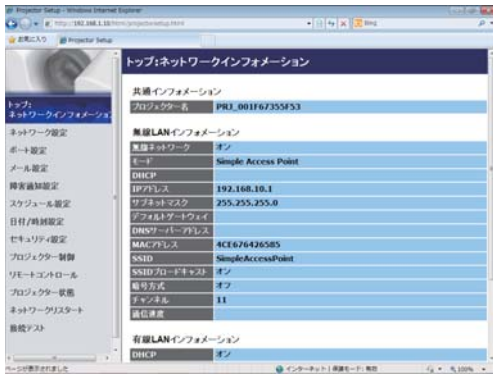 Projector Setup - Windows Internet Explorer
http://192.168.1.10/html/projectorsetup.html
Bing
お気に入り
Projector Setup
トップ:ネットワークインフォメーション
トップ:
ネットワークインフォメーション
ネットワーク設定
ポート設定
メール設定
障害通知設定
スケジュール設定
日付/時刻設定
セキュリティ設定
プロジェクター制御
リモートコントロール
プロジェクター状態
ネットワークリスタート
接続テスト
共通インフォメーション
プロジェクター名 PRJ_001F67355F53
無線LANインフォメーション
無線ネットワーク オン
モード Simple Access Point
DHCP
IPアドレス 192.168.10.1
サブネットマスク 255.255.255.0
デフォルトゲートウェイ
DNSサーバーアドレス
MACアドレス 4CE676426585
SSID SimpleAccessPoint
SSIDブロードキャスト オン
暗号方式 オフ
チャンネル 11
通信速度
有線LANインフォメーション
DHCP オン
ページが表示されました
インターネット | 保護モード: 無効
100%